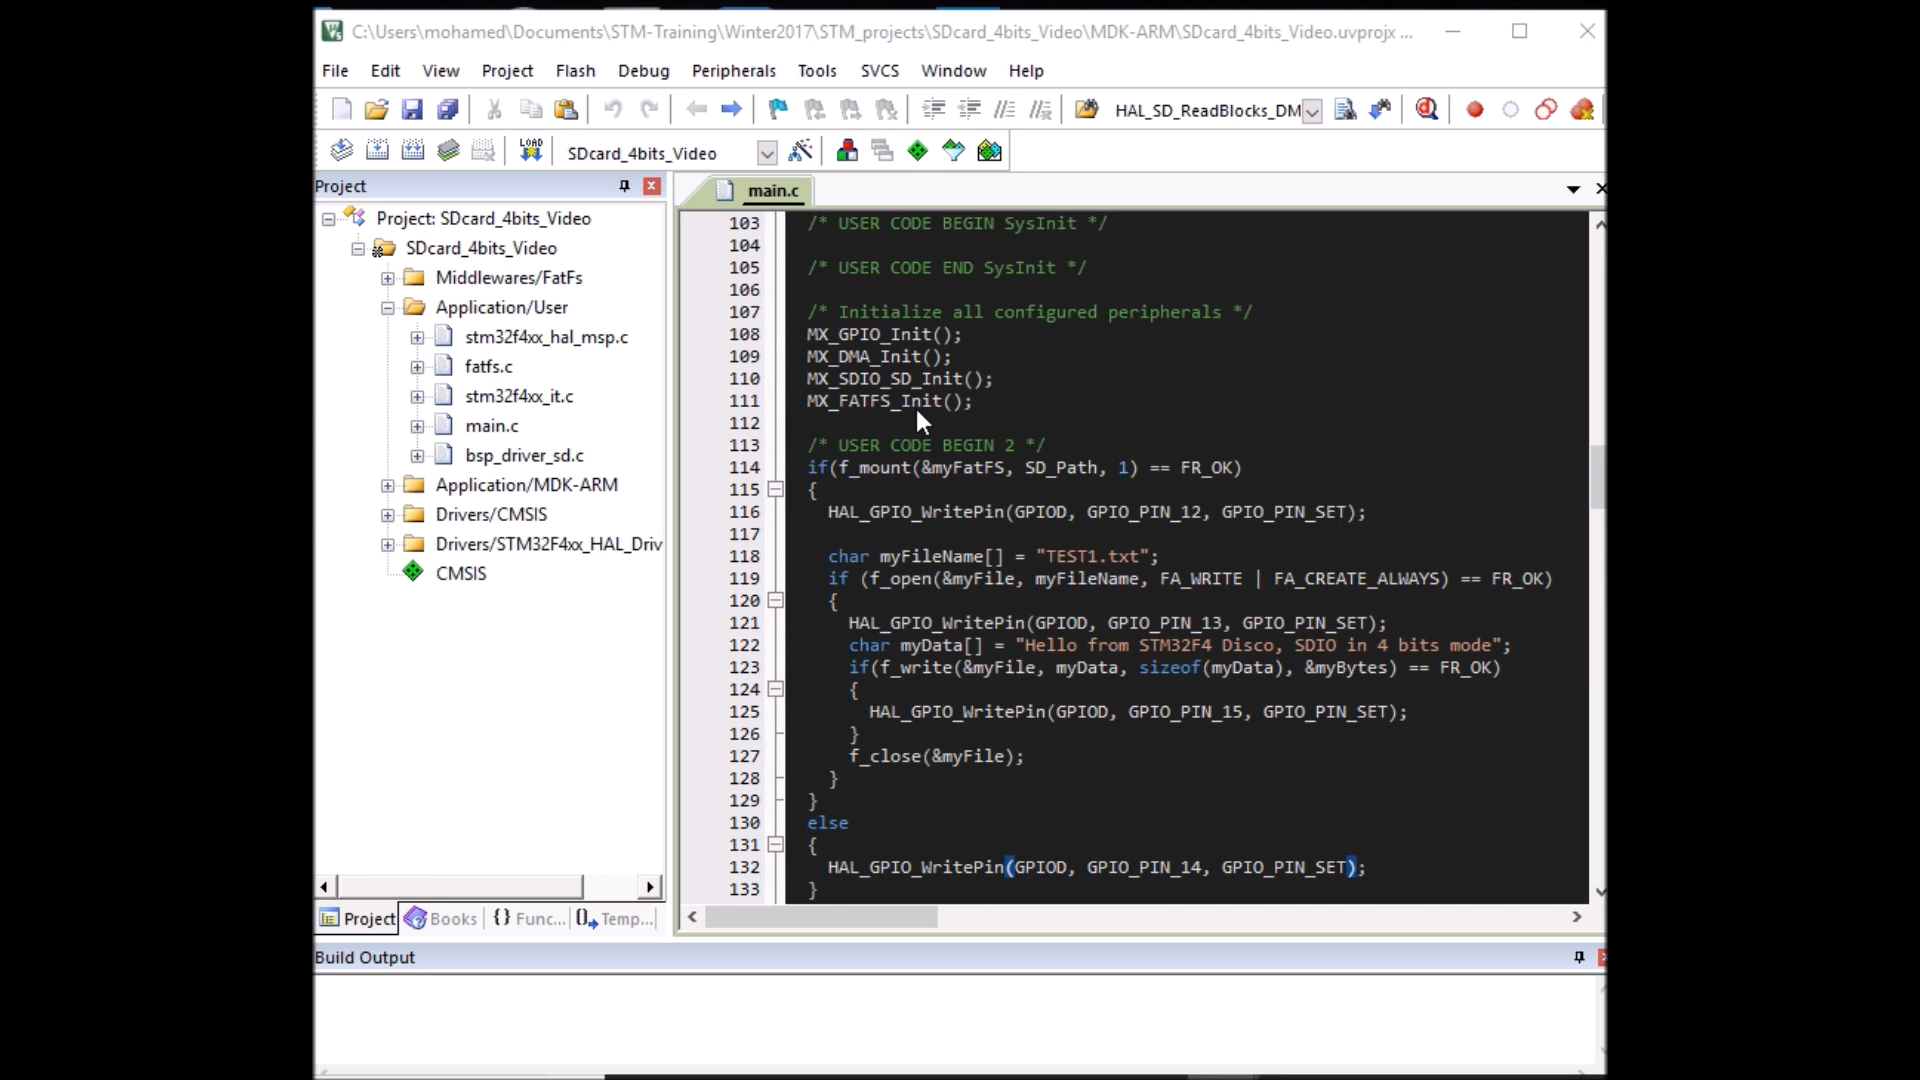 C:\Users\mohamed\Documents\STM-Training\Winter2017\STM_projects\SDcard_4bits_Video\MDK-ARM\SDcard_4bits_Video.uvprojx ...
File Edit View Project Flash Debug Peripherals Tools SVCS Window Help
HAL_SD_ReadBlocks_DM
LOAD SDcard_4bits_Video
Project
Project: SDcard_4bits_Video
SDcard_4bits_Video
Middlewares/FatFs
Application/User
stm32f4xx_hal_msp.c
fatfs.c
stm32f4xx_it.c
main.c
bsp_driver_sd.c
Application/MDK-ARM
Drivers/CMSIS
Drivers/STM32F4xx_HAL_Driv
CMSIS
Project Books {} Func... Temp...
main.c
103 /* USER CODE BEGIN SysInit */
104
105 /* USER CODE END SysInit */
106
107 /* Initialize all configured peripherals */
108 MX_GPIO_Init();
109 MX_DMA_Init();
110 MX_SDIO_SD_Init();
111 MX_FATFS_Init();
112
113 /* USER CODE BEGIN 2 */
114 if(f_mount(&myFatFS, SD_Path, 1) == FR_OK)
115 {
116 HAL_GPIO_WritePin(GPIOD, GPIO_PIN_12, GPIO_PIN_SET);
117
118 char myFileName[] = "TEST1.txt";
119 if (f_open(&myFile, myFileName, FA_WRITE | FA_CREATE_ALWAYS) == FR_OK)
120 {
121 HAL_GPIO_WritePin(GPIOD, GPIO_PIN_13, GPIO_PIN_SET);
122 char myData[] = "Hello from STM32F4 Disco, SDIO in 4 bits mode";
123 if(f_write(&myFile, myData, sizeof(myData), &myBytes) == FR_OK)
124 {
125 HAL_GPIO_WritePin(GPIOD, GPIO_PIN_15, GPIO_PIN_SET);
126 }
127 f_close(&myFile);
128 }
129 }
130 else
131 {
132 HAL_GPIO_WritePin(GPIOD, GPIO_PIN_14, GPIO_PIN_SET);
133 }
Build Output